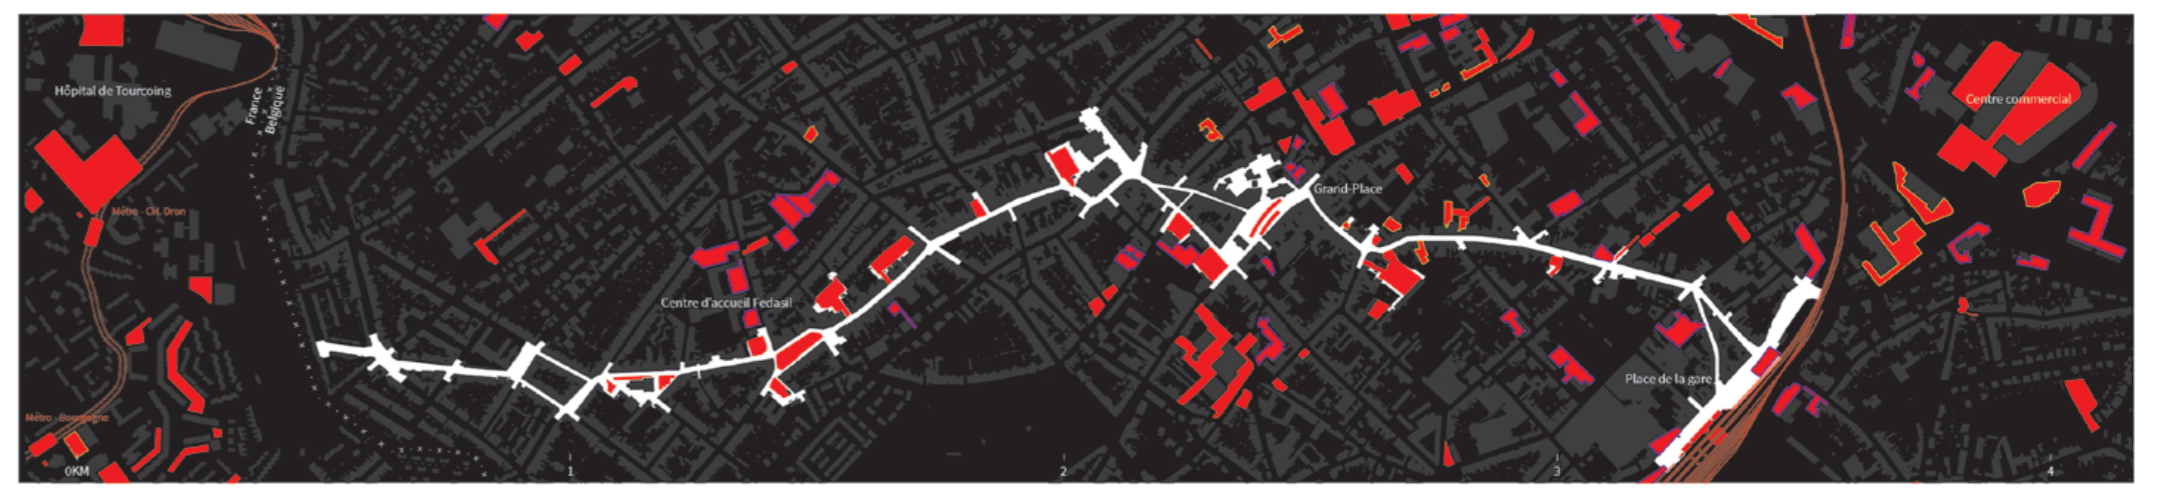 Hôpital de Tourcoing
France
Belgique
Centre commercial
Métro - CH. Dron
Grand-Place
Centre d'accueil Fedasil
Place de la gare
Métro - Bourgogne
0KM
1
2
3
4